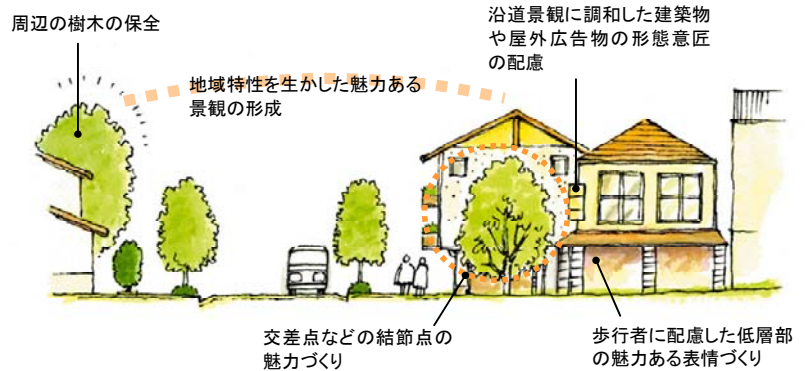 周辺の樹木の保全
沿道景観に調和した建築物
や屋外広告物の形態意匠
の配慮
地域特性を生かした魅力ある
景観の形成
交差点などの結節点の
魅力づくり
歩行者に配慮した低層部
の魅力ある表情づくり